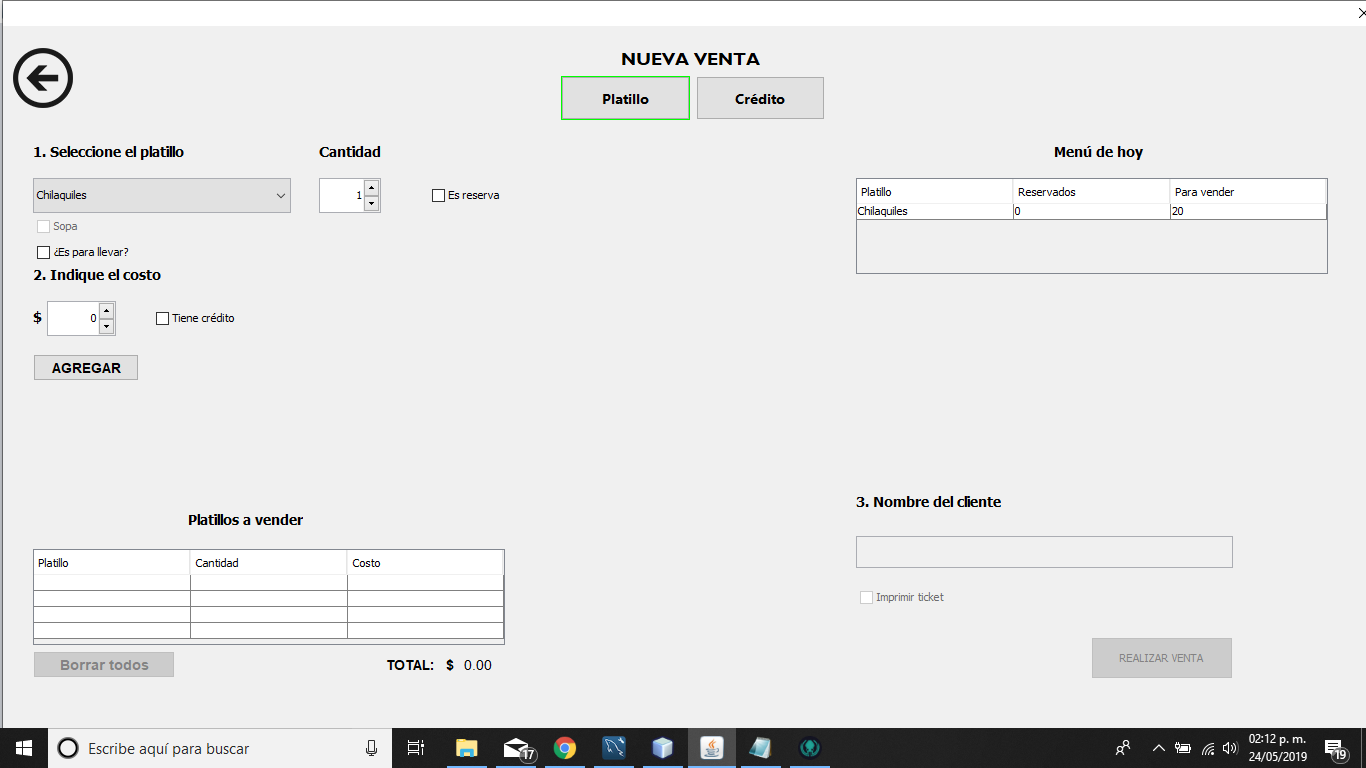 NUEVA VENTA
Platillo Crédito
1. Seleccione el platillo Cantidad
Chilaquiles 1 Es reserva
Sopa
¿Es para llevar?
2. Indique el costo
$ 0 Tiene crédito
AGREGAR
Menú de hoy
Platillo Reservados Para vender
Chilaquiles 0 20
Platillos a vender
Platillo Cantidad Costo
Borrar todos TOTAL: $ 0.00
3. Nombre del cliente
Imprimir ticket
REALIZAR VENTA
Escribe aquí para buscar 17 02:12 p. m. 19
24/05/2019